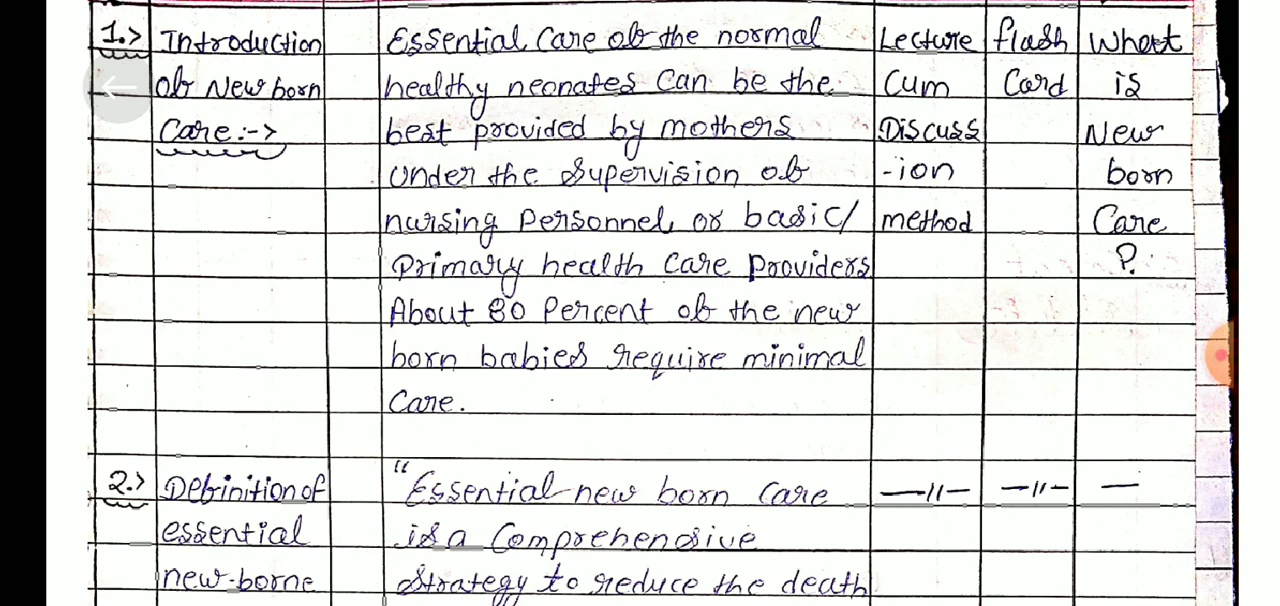 1.> Introduction
of New born
Care :->
Essential Care of the normal
healthy neonates can be the
best provided by mothers
Under the Supervision of
nursing Personnel or basic/
Primary health Care Providers
About 80 Percent of the new
born babies require minimal
Care.
Lecture
Cum
Discuss
-ion
method
flash
Card
What
is
New
born
Care
?
2.> Definition of
essential
new-borne
"Essential new born Care
is a Comprehensive
Strategy to reduce the death
—11—
—11—
—